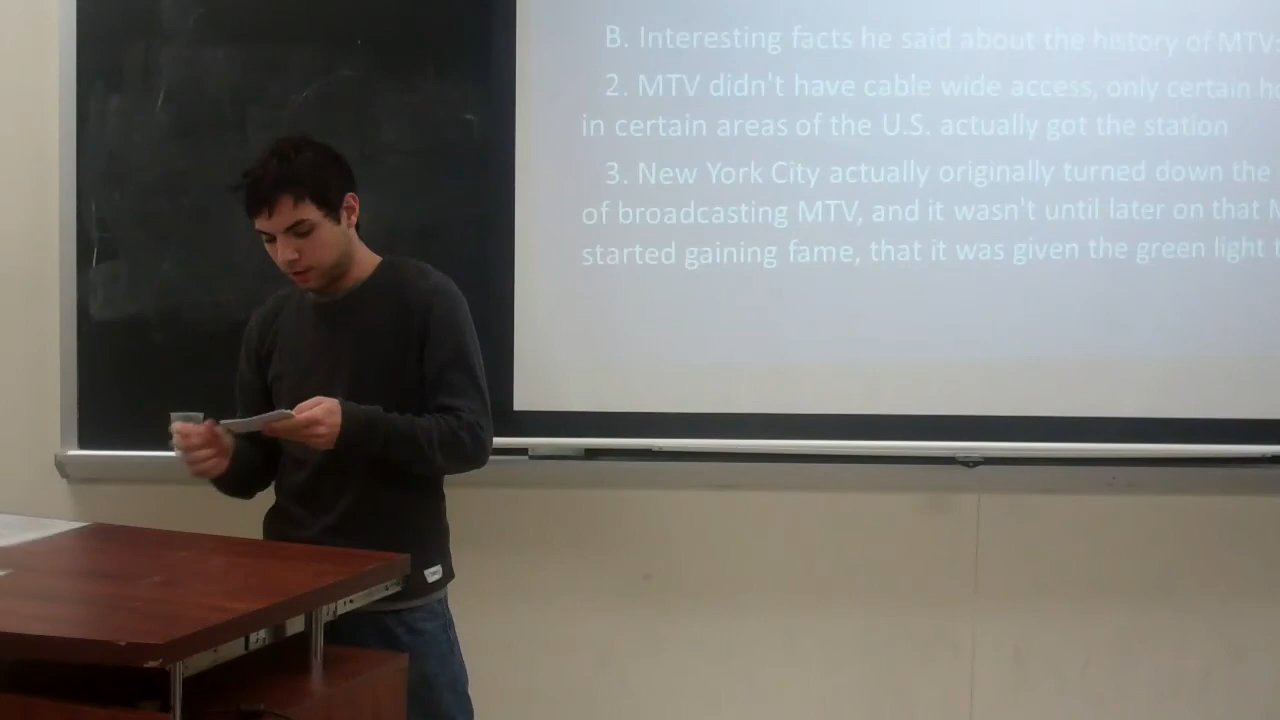 B. Interesting facts he said about the history of MTV
2. MTV didn't have cable wide access, only certain
in certain areas of the U.S. actually got the station
3. New York City actually originally turned down the
of broadcasting MTV, and it wasn't until later on that
started gaining fame, that it was given the green light